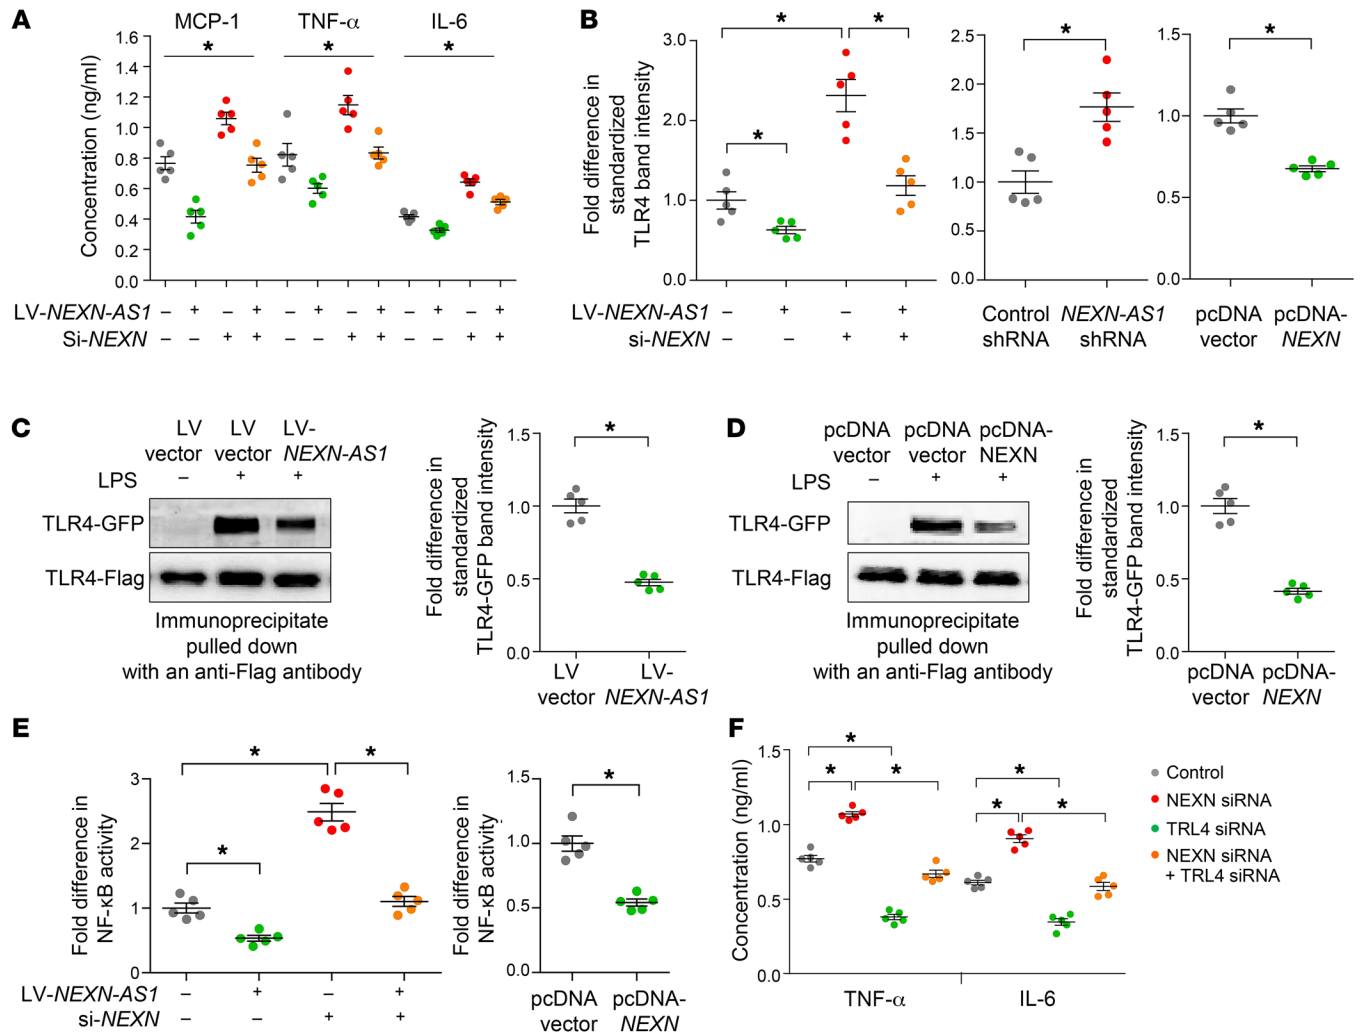 A
MCP-1 TNF-α IL-6
* * *
Concentration (ng/ml)
1.6
1.4
1.2
1.0
0.8
0.6
0.4
0.2
0.0
LV-NEXN-AS1 – + – + – + – + – + – +
Si-NEXN – – + + – – + + – – + +
B
Fold difference in
standardized
TLR4 band intensity
3.0
2.0
1.0
0.0
* * *
LV-NEXN-AS1 – + – +
si-NEXN – – + +
2.5
2.0
1.5
1.0
0.5
0.0
*
Control
shRNA
NEXN-AS1
shRNA
1.5
1.0
0.5
0.0
*
pcDNA
vector
pcDNA-
NEXN
C
LV
vector
LV
vector
LV-
NEXN-AS1
LPS – + +
TLR4-GFP
TLR4-Flag
Immunoprecipitate
pulled down
with an anti-Flag antibody
Fold difference in
standardized
TLR4-GFP band intensity
1.5
1.0
0.5
0.0
*
LV
vector
LV-
NEXN-AS1
D
pcDNA
vector
pcDNA
vector
pcDNA-
NEXN
LPS – + +
TLR4-GFP
TLR4-Flag
Immunoprecipitate
pulled down
with an anti-Flag antibody
Fold difference in
standardized
TLR4-GFP band intensity
1.5
1.0
0.5
0.0
*
pcDNA
vector
pcDNA-
NEXN
E
Fold difference in
NF-κB activity
3
2
1
0
* * *
LV-NEXN-AS1 – + – +
si-NEXN – – + +
Fold difference in
NF-κB activity
1.5
1.0
0.5
0.0
*
pcDNA
vector
pcDNA-
NEXN
F
Concentration (ng/ml)
1.5
1.0
0.5
0.0
* * *
* * *
TNF-α IL-6
Control
NEXN siRNA
TRL4 siRNA
NEXN siRNA
+ TRL4 siRNA